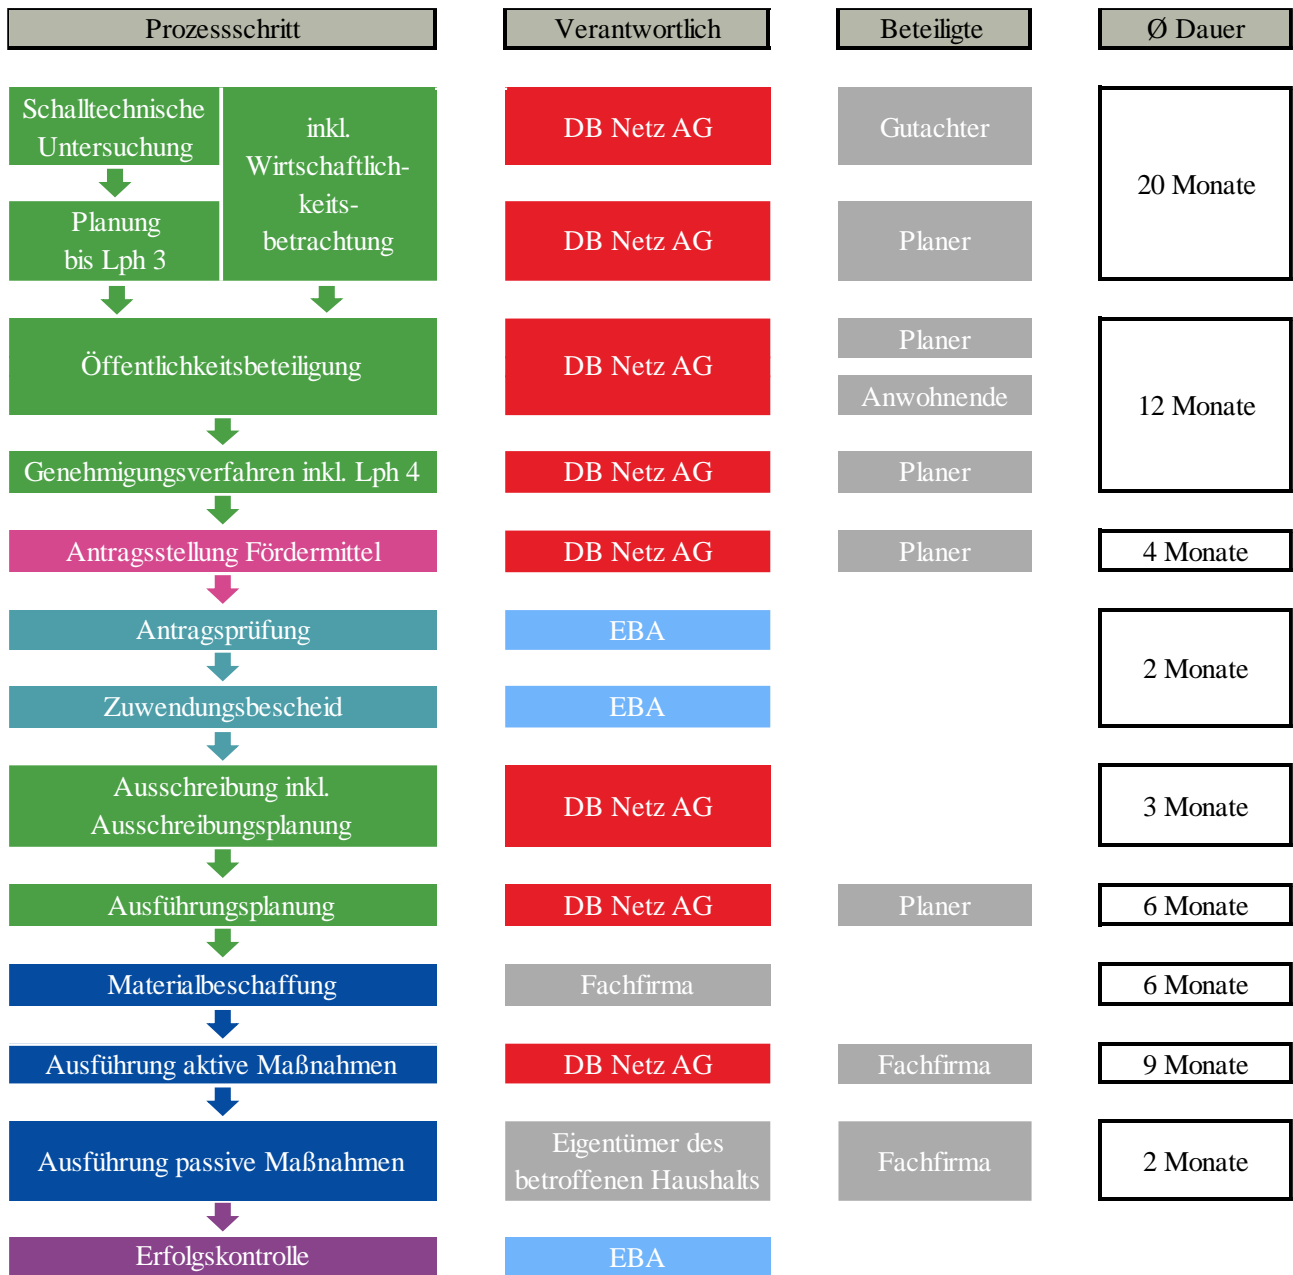 Prozessschritt
Verantwortlich
Beteiligte
Ø Dauer
Schalltechnische
Untersuchung
inkl.
Wirtschaftlich-
keits-
betrachtung
DB Netz AG
Gutachter
20 Monate
Planung
bis Lph 3
DB Netz AG
Planer
Öffentlichkeitsbeteiligung
DB Netz AG
Planer
Anwohnende
12 Monate
Genehmigungsverfahren inkl. Lph 4
DB Netz AG
Planer
Antragsstellung Fördermittel
DB Netz AG
Planer
4 Monate
Antragsprüfung
EBA
2 Monate
Zuwendungsbescheid
EBA
Ausschreibung inkl.
Ausschreibungsplanung
DB Netz AG
3 Monate
Ausführungsplanung
DB Netz AG
Planer
6 Monate
Materialbeschaffung
Fachfirma
6 Monate
Ausführung aktive Maßnahmen
DB Netz AG
Fachfirma
9 Monate
Ausführung passive Maßnahmen
Eigentümer des
betroffenen Haushalts
Fachfirma
2 Monate
Erfolgskontrolle
EBA